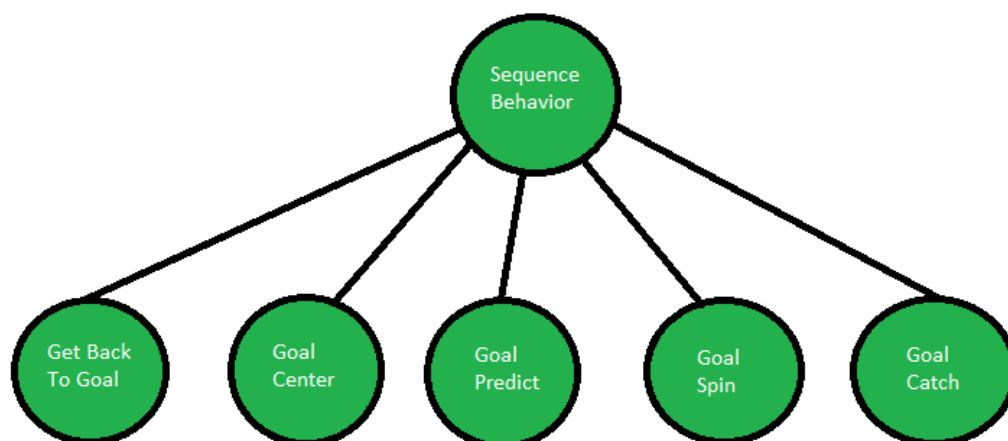 Sequence
Behavior
Get Back
To Goal
Goal
Center
Goal
Predict
Goal
Spin
Goal
Catch